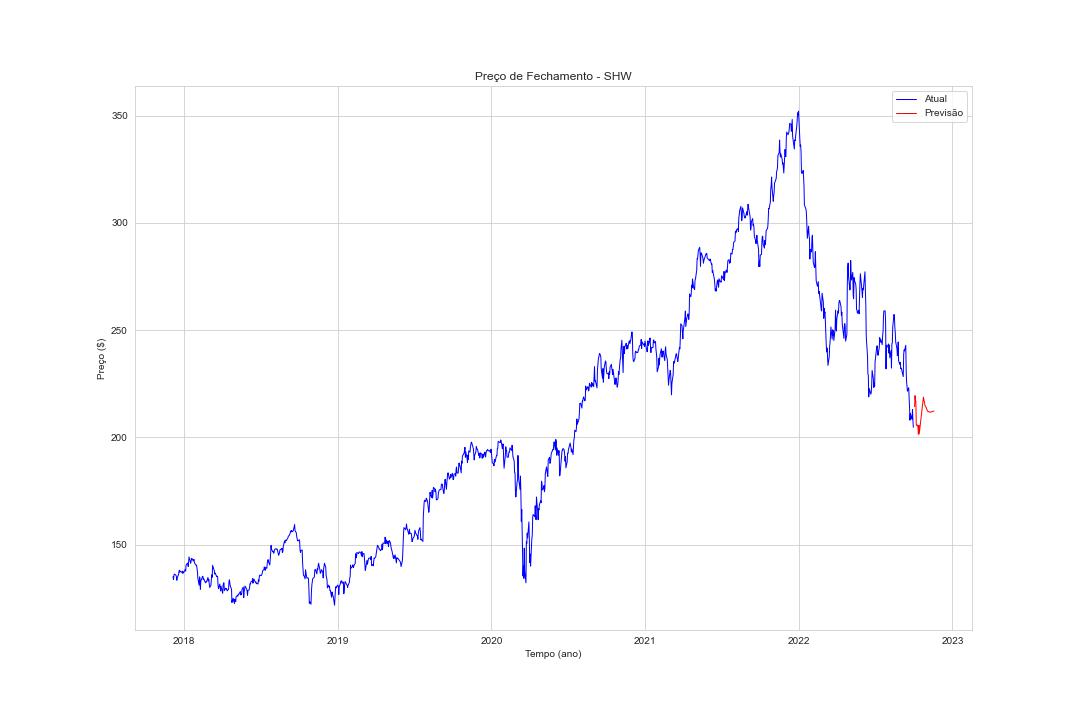 Preço de Fechamento - SHW
Atual
Previsão
350
300
250
200
150
Preço ($)
2018 2019 2020 2021 2022 2023
Tempo (ano)